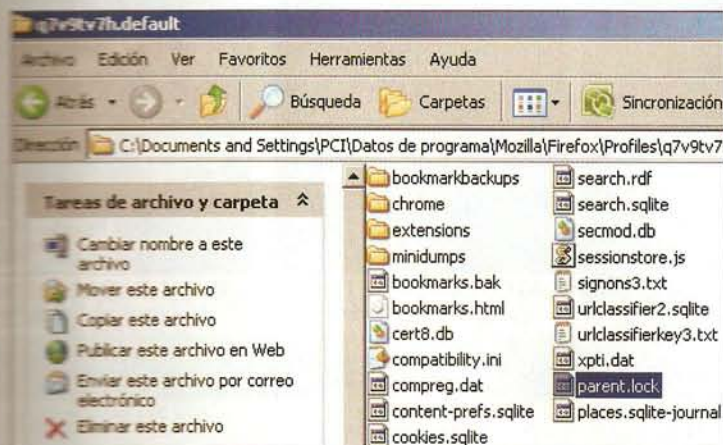 q7v9tv7h.default
Archivo Edición Ver Favoritos Herramientas Ayuda
Atrás Búsqueda Carpetas Sincronización
Dirección C:\Documents and Settings\PCI\Datos de programa\Mozilla\Firefox\Profiles\q7v9tv7
Tareas de archivo y carpeta
Cambiar nombre a este
archivo
Mover este archivo
Copiar este archivo
Publicar este archivo en Web
Enviar este archivo por correo
electrónico
Eliminar este archivo
bookmarkbackups
chrome
extensions
minidumps
bookmarks.bak
bookmarks.html
cert8.db
compatibility.ini
compreg.dat
content-prefs.sqlite
cookies.sqlite
search.rdf
search.sqlite
secmod.db
sessionstore.js
signons3.txt
urlclassifier2.sqlite
urlclassifierkey3.txt
xpti.dat
parent.lock
places.sqlite-journal